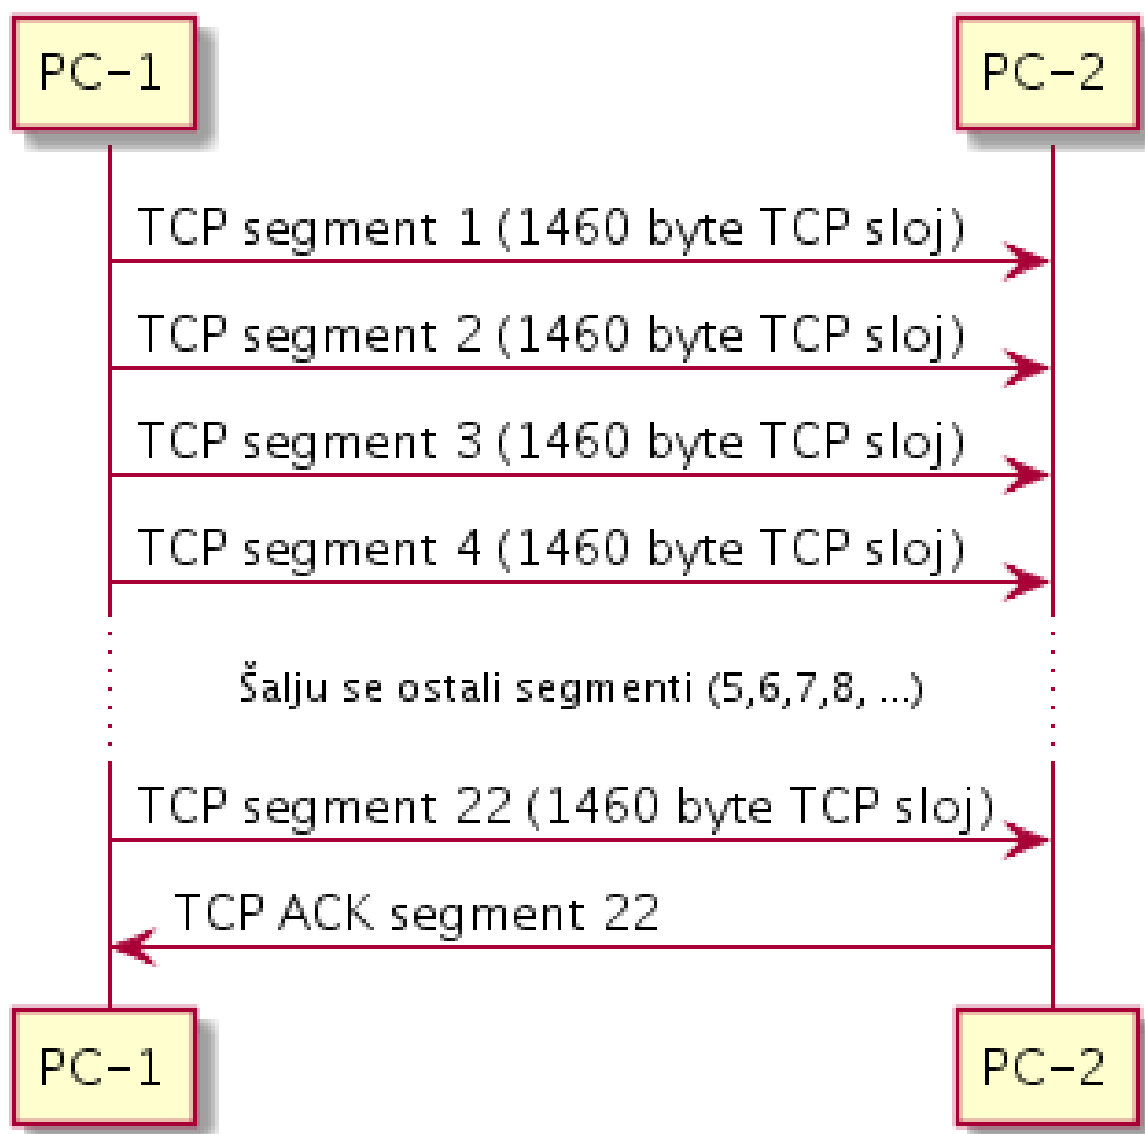 PC-1
PC-2
TCP segment 1 (1460 byte TCP sloj)
TCP segment 2 (1460 byte TCP sloj)
TCP segment 3 (1460 byte TCP sloj)
TCP segment 4 (1460 byte TCP sloj)
Šalju se ostali segmenti (5,6,7,8, ...)
TCP segment 22 (1460 byte TCP sloj)
TCP ACK segment 22
PC-1
PC-2